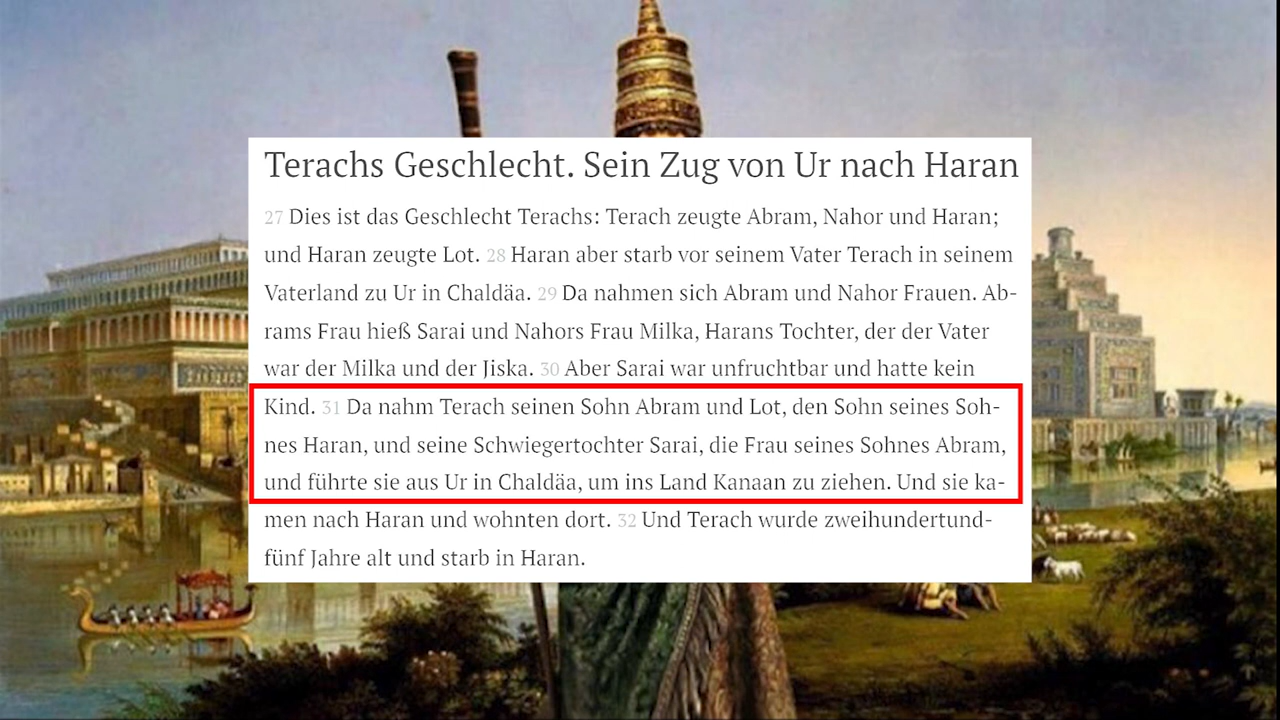 Terachs Geschlecht. Sein Zug von Ur nach Haran
27 Dies ist das Geschlecht Terachs: Terach zeugte Abram, Nahor und Haran;
und Haran zeugte Lot. 28 Haran aber starb vor seinem Vater Terach in seinem
Vaterland zu Ur in Chaldäa. 29 Da nahmen sich Abram und Nahor Frauen. Ab-
rams Frau hieß Sarai und Nahors Frau Milka, Harans Tochter, der der Vater
war der Milka und der Jiska. 30 Aber Sarai war unfruchtbar und hatte kein
Kind. 31 Da nahm Terach seinen Sohn Abram und Lot, den Sohn seines Soh-
nes Haran, und seine Schwiegertochter Sarai, die Frau seines Sohnes Abram,
und führte sie aus Ur in Chaldäa, um ins Land Kanaan zu ziehen. Und sie ka-
men nach Haran und wohnten dort. 32 Und Terach wurde zweihundertund-
fünf Jahre alt und starb in Haran.